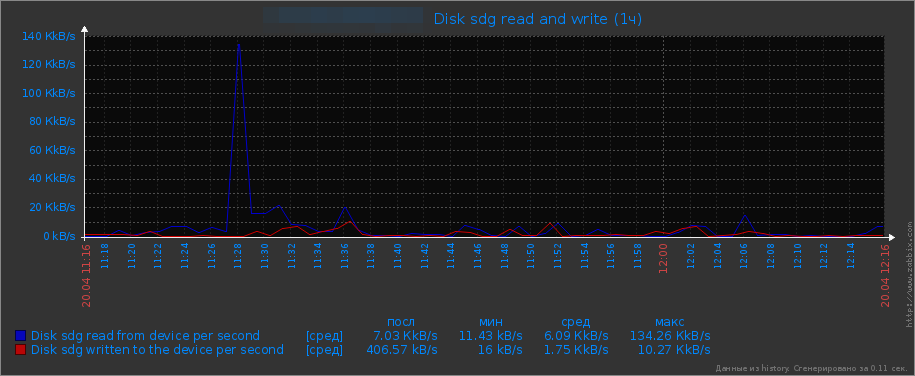 Disk sdg read and write (1ч)
140 KkB/s
120 KkB/s
100 KkB/s
80 KkB/s
60 KkB/s
40 KkB/s
20 KkB/s
0 kB/s
20.04 11:16 11:18 11:20 11:22 11:24 11:26 11:28 11:30 11:32 11:34 11:36 11:38 11:40 11:42 11:44 11:46 11:48 11:50 11:52 11:54 11:56 11:58 12:00 12:02 12:04 12:06 12:08 12:10 12:12 12:14 20.04 12:16
посл мин сред макс
Disk sdg read from device per second [сред] 7.03 KkB/s 11.43 kB/s 6.09 KkB/s 134.26 KkB/s
Disk sdg written to the device per second [сред] 406.57 kB/s 16 kB/s 1.75 KkB/s 10.27 KkB/s
http://www.zabbix.com
Данные из history. Сгенерировано за 0.11 сек.